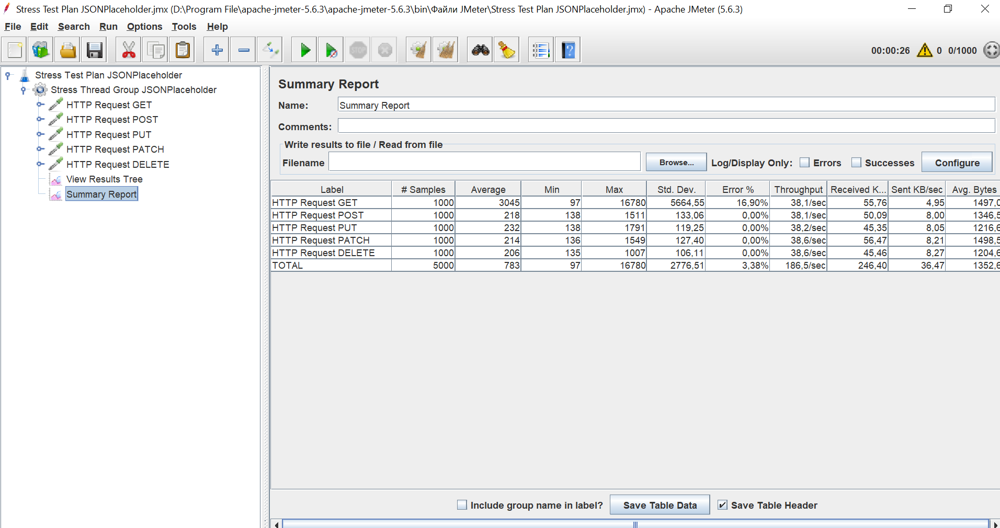 Stress Test Plan JSONPlaceholder.jmx (D:\Program File\apache-jmeter-5.6.3\apache-jmeter-5.6.3\bin\Файли JMeter\Stress Test Plan JSONPlaceholder.jmx) - Apache JMeter (5.6.3)
File Edit Search Run Options Tools Help
STOP ? 00:00:26 0 0/1000
Stress Test Plan JSONPlaceholder
Stress Thread Group JSONPlaceholder
HTTP Request GET
HTTP Request POST
HTTP Request PUT
HTTP Request PATCH
HTTP Request DELETE
View Results Tree
Summary Report
Summary Report
Name: Summary Report
Comments:
Write results to file / Read from file
Filename Browse... Log/Display Only: Errors Successes Configure
Label # Samples Average Min Max Std. Dev. Error % Throughput Received K... Sent KB/sec Avg. Bytes
HTTP Request GET 1000 3045 97 16780 5664,55 16,90% 38,1/sec 55,76 4,95 1497,0
HTTP Request POST 1000 218 138 1511 133,06 0,00% 38,1/sec 50,09 8,00 1346,5
HTTP Request PUT 1000 232 138 1791 119,25 0,00% 38,2/sec 45,35 8,05 1216,6
HTTP Request PATCH 1000 214 136 1549 127,40 0,00% 38,6/sec 56,47 8,21 1498,5
HTTP Request DELETE 1000 206 135 1007 106,11 0,00% 38,6/sec 45,46 8,27 1204,6
TOTAL 5000 783 97 16780 2776,51 3,38% 186,5/sec 246,40 36,47 1352,6
Include group name in label? Save Table Data Save Table Header